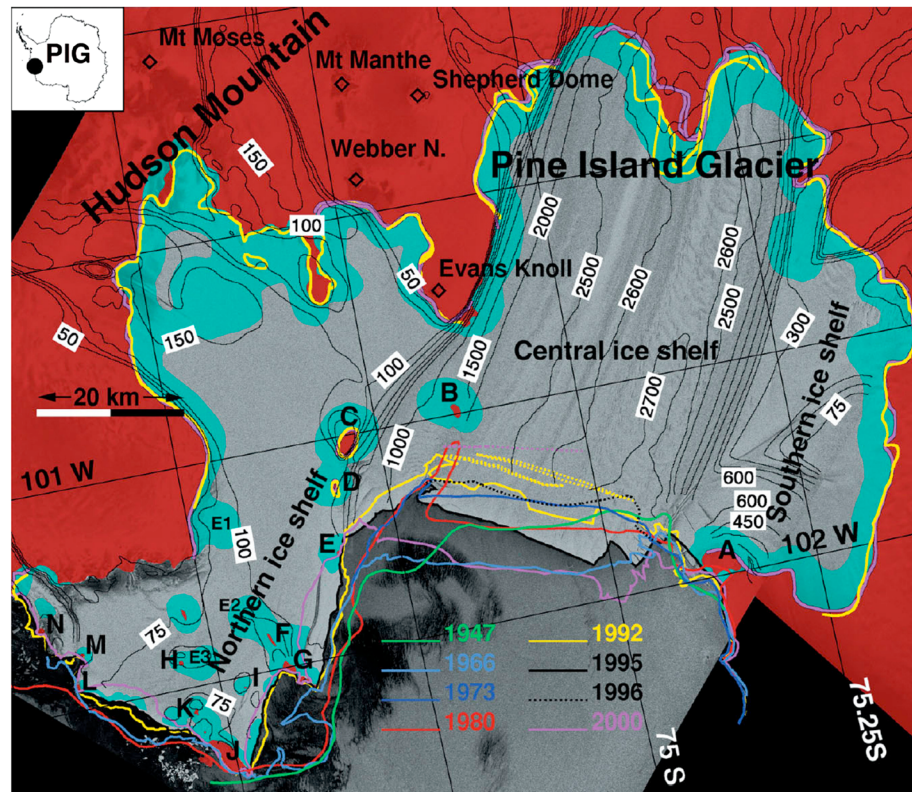 PIG
Mt Moses
Hudson Mountain
Mt Manthe
Shepherd Dome
Webber N.
Pine Island Glacier
150
100
50
Evans Knoll
2000
2500
2600
2600
2500
300
150
50
100
1500
Central ice shelf
2700
Southern ice shelf
75
20 km
B
C
1000
D
101 W
Northern ice shelf
600
600
450
102 W
E1
100
E
A
E2
F
N
75
M
H
E3
G
L
I
K
75
J
1947
1992
1966
1995
1973
1996
1980
2000
75 S
75.25S